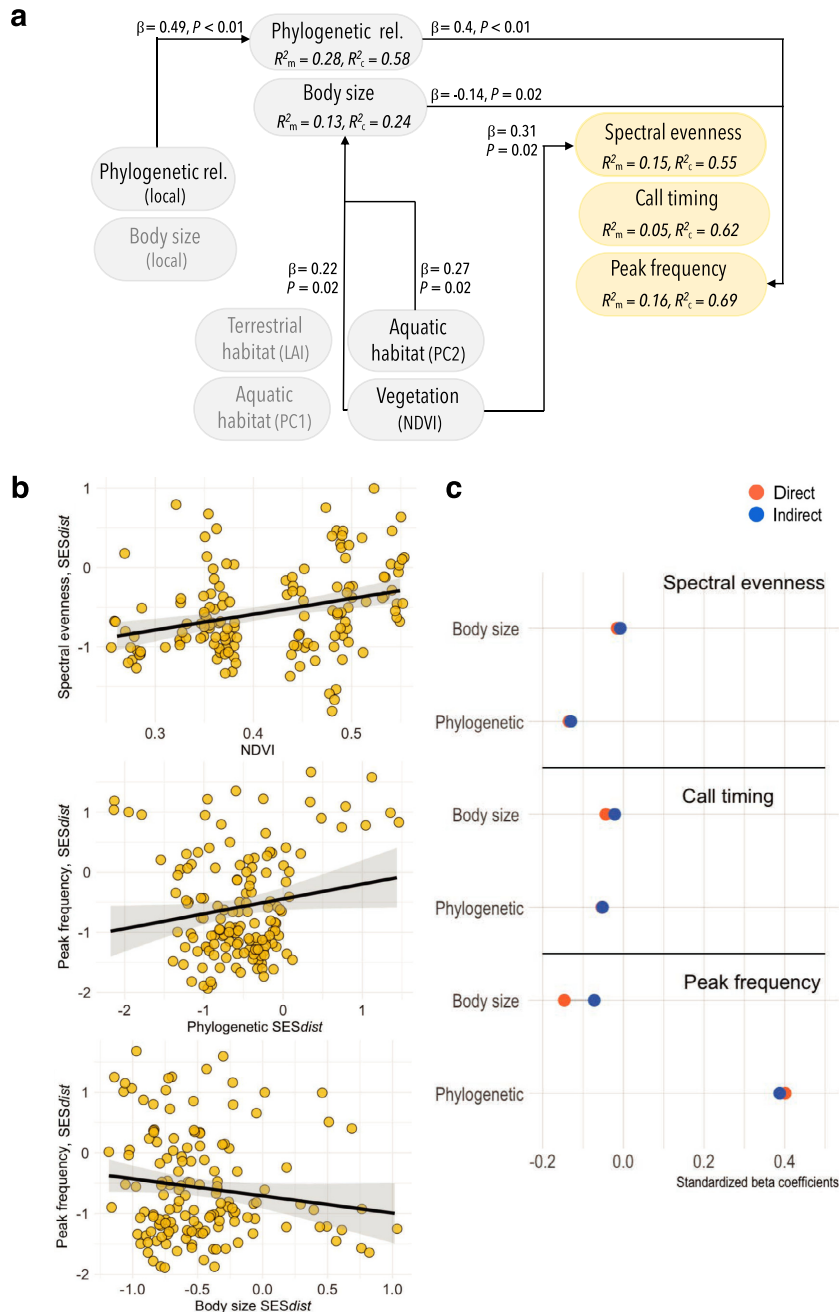 a
β = 0.49, P < 0.01
Phylogenetic rel.
R²m = 0.28, R²c = 0.58
β = 0.4, P < 0.01
Body size
R²m = 0.13, R²c = 0.24
β = -0.14, P = 0.02
β = 0.31
P = 0.02
Spectral evenness
R²m = 0.15, R²c = 0.55
Call timing
R²m = 0.05, R²c = 0.62
Peak frequency
R²m = 0.16, R²c = 0.69
Phylogenetic rel.
(local)
Body size
(local)
β = 0.22
P = 0.02
β = 0.27
P = 0.02
Terrestrial
habitat (LAI)
Aquatic
habitat (PC2)
Aquatic
habitat (PC1)
Vegetation
(NDVI)
b
Spectral evenness, SESdist
1
0
-1
0.3
0.4
0.5
NDVI
Peak frequency, SESdist
1
0
-1
-2
-2
-1
0
1
Phylogenetic SESdist
Peak frequency, SESdist
1
0
-1
-2
-1.0
-0.5
0.0
0.5
1.0
Body size SESdist
c
Direct
Indirect
Spectral evenness
Body size
Phylogenetic
Call timing
Body size
Phylogenetic
Peak frequency
Body size
Phylogenetic
-0.2
0.0
0.2
0.4
Standardized beta coefficients